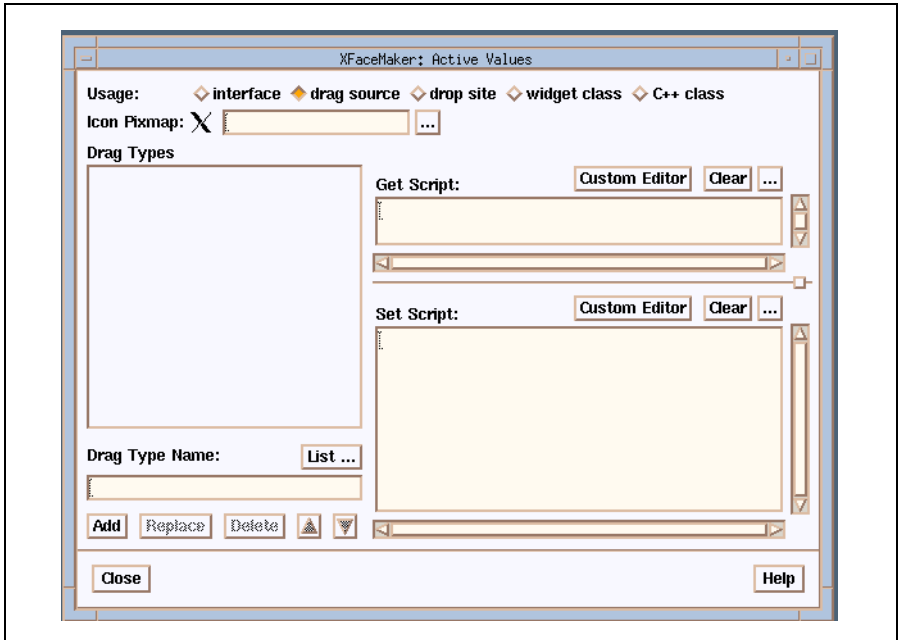 XFaceMaker: Active Values
Usage: interface drag source drop site widget class C++ class
Icon Pixmap: ...
Drag Types
Get Script: Custom Editor Clear ...
Set Script: Custom Editor Clear ...
Drag Type Name: List ...
Add Replace Delete
Close Help